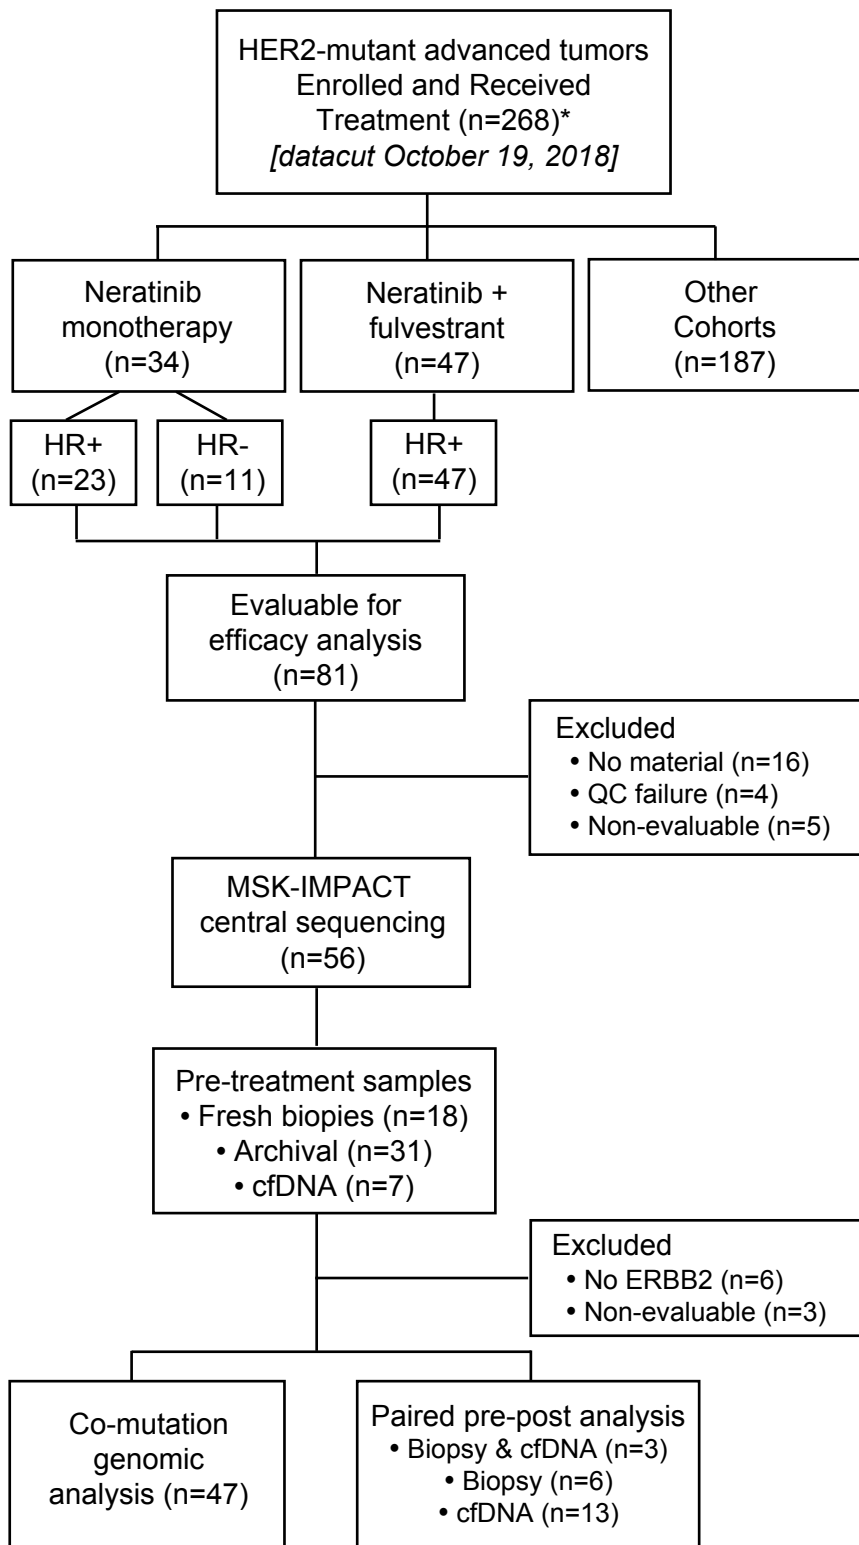 HER2-mutant advanced tumors
Enrolled and Received
Treatment (n=268)*
[datacut October 19, 2018]
Neratinib
monotherapy
(n=34)
Neratinib +
fulvestrant
(n=47)
Other
Cohorts
(n=187)
HR+
(n=23)
HR-
(n=11)
HR+
(n=47)
Evaluable for
efficacy analysis
(n=81)
Excluded
• No material (n=16)
• QC failure (n=4)
• Non-evaluable (n=5)
MSK-IMPACT
central sequencing
(n=56)
Pre-treatment samples
• Fresh biopies (n=18)
• Archival (n=31)
• cfDNA (n=7)
Excluded
• No ERBB2 (n=6)
• Non-evaluable (n=3)
Co-mutation
genomic
analysis (n=47)
Paired pre-post analysis
• Biopsy & cfDNA (n=3)
• Biopsy (n=6)
• cfDNA (n=13)